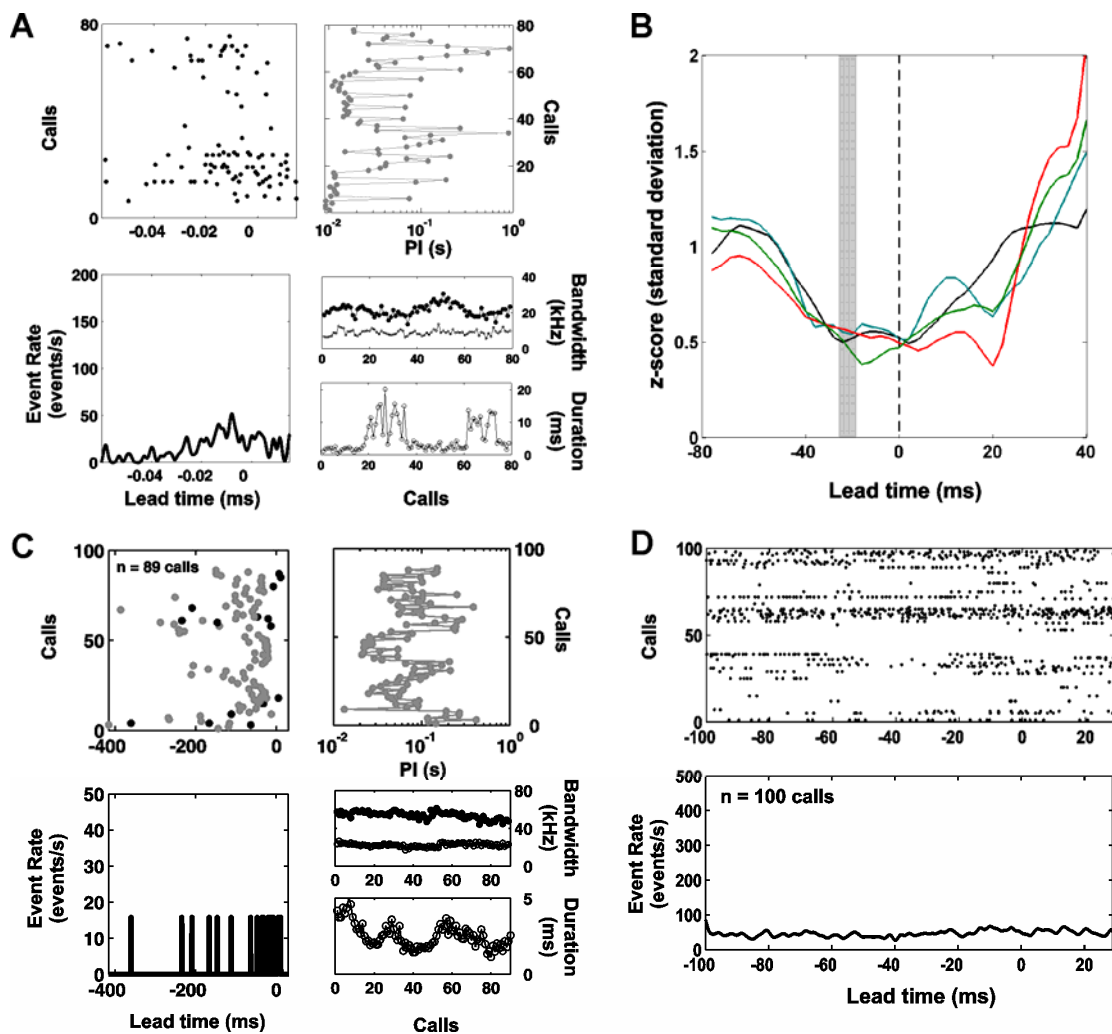 A
80
Calls
0
-0.04 -0.02 0
80
60
40
20
0
Calls
10-2 10-1 100
PI (s)
200
150
100
50
0
Event Rate
(events/s)
-0.04 -0.02 0
Lead time (ms)
40
20
0
Bandwidth
(kHz)
0 20 40 60 80
20
10
0
Duration
(ms)
0 20 40 60 80
Calls
B
2
1.5
1
0.5
0
z-score (standard deviation)
-80 -40 0 20 40
Lead time (ms)
C
100
50
0
Calls
n = 89 calls
-400 -200 0
100
50
0
Calls
10-2 10-1 100
PI (s)
50
40
30
20
10
0
Event Rate
(events/s)
-400 -200 0
Lead time (ms)
80
40
0
Bandwidth
(kHz)
0 20 40 60 80
5
0
Duration
(ms)
0 20 40 60 80
Calls
D
100
50
0
Calls
-100 -80 -60 -40 -20 0 20
500
400
300
200
100
0
Event Rate
(events/s)
n = 100 calls
-100 -80 -60 -40 -20 0 20
Lead time (ms)